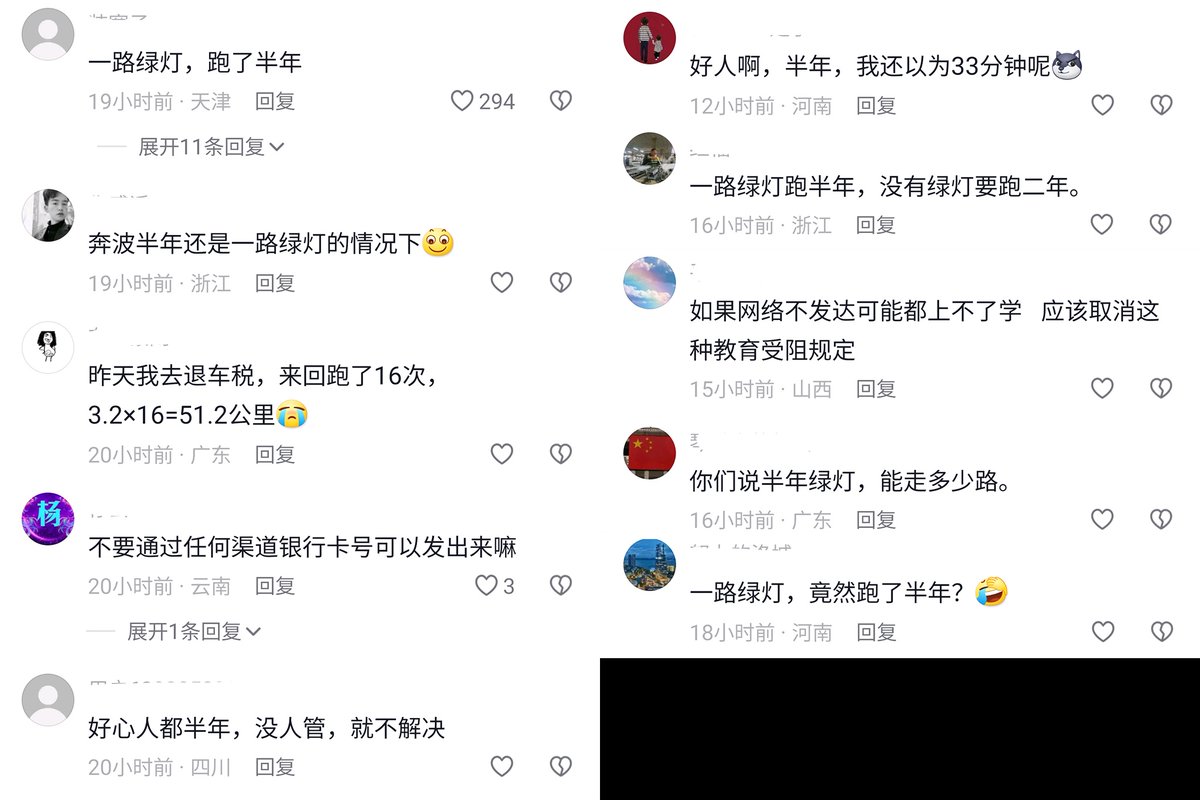 一路绿灯，跑了半年
19小时前 · 天津 回复
294
展开11条回复
奔波半年还是一路绿灯的情况下
19小时前 · 浙江 回复
昨天我去退车税，来回跑了16次，
3.2×16=51.2公里
20小时前 · 广东 回复
杨
不要通过任何渠道银行卡号可以发出来嘛
20小时前 · 云南 回复
3
展开1条回复
好心人都半年，没人管，就不解决
20小时前 · 四川 回复
好人啊，半年，我还以为33分钟呢
12小时前 · 河南 回复
一路绿灯跑半年，没有绿灯要跑二年。
16小时前 · 浙江 回复
如果网络不发达可能都上不了学 应该取消这
种教育受阻规定
15小时前 · 山西 回复
你们说半年绿灯，能走多少路。
16小时前 · 广东 回复
一路绿灯，竟然跑了半年？
18小时前 · 河南 回复